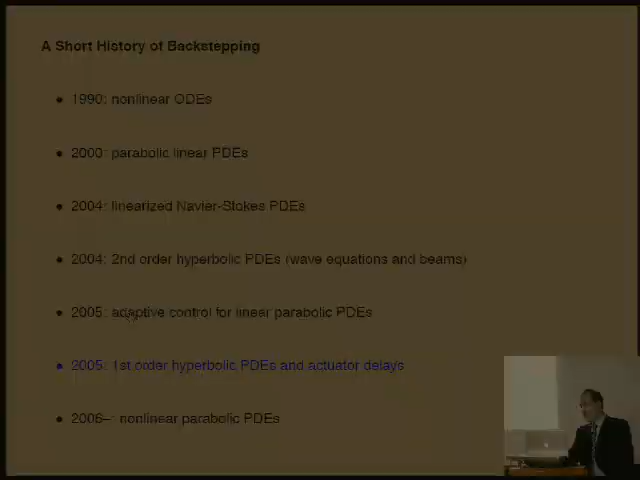 A Short History of Backstepping
• 1990: nonlinear ODEs
• 2000: parabolic linear PDEs
• 2004: linearized Navier-Stokes PDEs
• 2004: 2nd order hyperbolic PDEs (wave equations and beams)
• 2005: adaptive control for linear parabolic PDEs
• 2005: 1st order hyperbolic PDEs and actuator delays
• 2006–: nonlinear parabolic PDEs